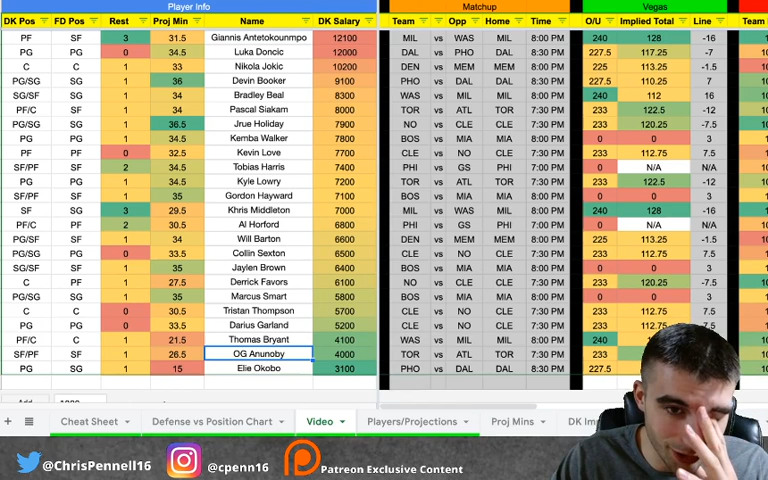 Player Info Matchup Vegas
DK Pos FD Pos Rest Proj Min Name DK Salary Team vs Opp Home Time O/U Implied Total Line
PF SF 3 31.5 Giannis Antetokounmpo 12100 MIL vs WAS MIL 8:00 PM 240 128 -16
PG PG 0 34.5 Luka Doncic 12000 DAL vs PHO DAL 8:30 PM 227.5 117.25 -7
C C 1 33 Nikola Jokic 10200 DEN vs MEM MEM 8:00 PM 225 113.25 -1.5
PG/SG SG 1 36 Devin Booker 9100 PHO vs DAL DAL 8:30 PM 227.5 110.25 7
SG/SF SF 1 34 Bradley Beal 8300 WAS vs MIL MIL 8:00 PM 240 112 16
PF/C PF 1 34 Pascal Siakam 8000 TOR vs ATL TOR 7:30 PM 233 122.5 -12
PG/SG SG 1 36.5 Jrue Holiday 7900 NO vs CLE CLE 7:30 PM 233 120.25 -7.5
PG PG 1 34.5 Kemba Walker 7800 BOS vs MIA MIA 8:00 PM 0 0 3
PF PF 0 32.5 Kevin Love 7700 CLE vs NO CLE 7:30 PM 233 112.75 7.5
SF/PF SF 2 34.5 Tobias Harris 7400 PHI vs GS PHI 7:00 PM 0 N/A N/A
PG PG 1 34.5 Kyle Lowry 7200 TOR vs ATL TOR 7:30 PM 233 122.5 -12
SF/PF SF 1 35 Gordon Hayward 7100 BOS vs MIA MIA 8:00 PM 0 0 3
SF SG 3 29.5 Khris Middleton 7000 MIL vs WAS MIL 8:00 PM 240 128 -16
PF/C PF 2 30.5 Al Horford 6800 PHI vs GS PHI 7:00 PM 0 N/A N/A
PG/SF SG 1 34 Will Barton 6600 DEN vs MEM MEM 8:00 PM 225 113.25 -1.5
PG SG 0 33.5 Collin Sexton 6500 CLE vs NO CLE 7:30 PM 233 112.75 7.5
SG/SF SF 1 35 Jaylen Brown 6400 BOS vs MIA MIA 8:00 PM 0 0 3
C PF 1 27.5 Derrick Favors 6100 NO vs CLE CLE 7:30 PM 233 120.25 -7.5
PG/SG SG 1 35 Marcus Smart 5800 BOS vs MIA MIA 8:00 PM 0 0 3
C C 0 30.5 Tristan Thompson 5700 CLE vs NO CLE 7:30 PM 233 112.75 7.5
PG PG 0 33.5 Darius Garland 5200 CLE vs NO CLE 7:30 PM 233 112.75 7.5
PF/C C 1 21.5 Thomas Bryant 4100 WAS vs MIL MIL 8:00 PM 240
SF/PF SF 1 26.5 OG Anunoby 4000 TOR vs ATL TOR 7:30 PM 233
PG SG 1 15 Elie Okobo 3100 PHO vs DAL DAL 8:30 PM 227.5
Cheat Sheet Defense vs Position Chart Video Players/Projections Proj Mins
@ChrisPennell16 @cpenn16 Patreon Exclusive Content